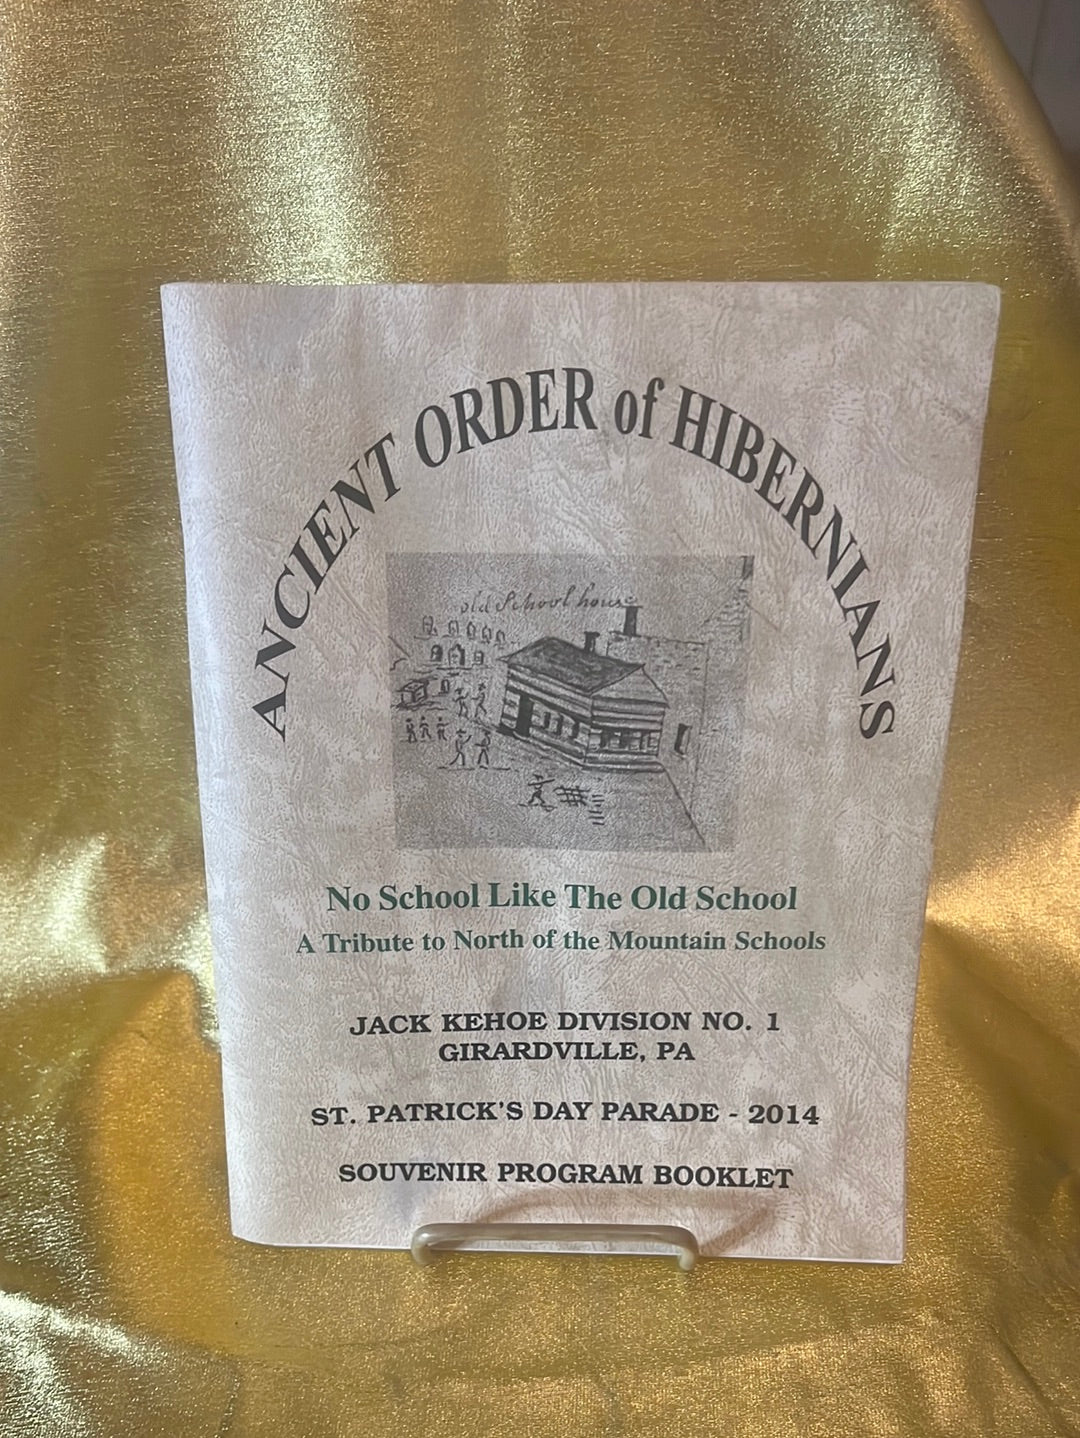 ANCIENT ORDER of HIBERNIANS
old School house
No School Like The Old School
A Tribute to North of the Mountain Schools
JACK KEHOE DIVISION NO. 1
GIRARDVILLE, PA
ST. PATRICK'S DAY PARADE - 2014
SOUVENIR PROGRAM BOOKLET